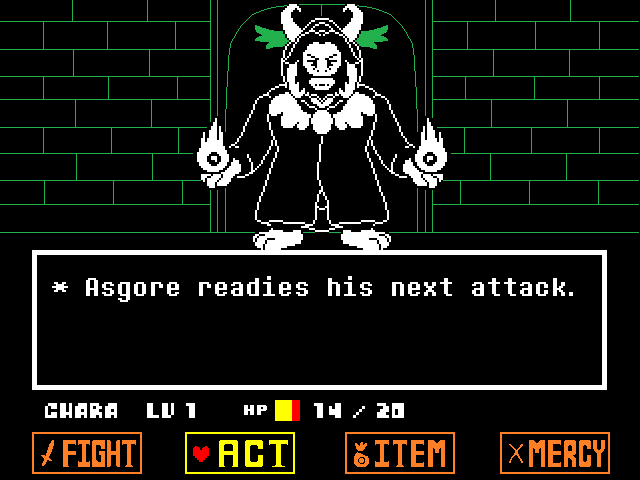 * Asgore readies his next attack.
CHARA LV 1 HP 14 / 20
FIGHT ACT ITEM MERCY